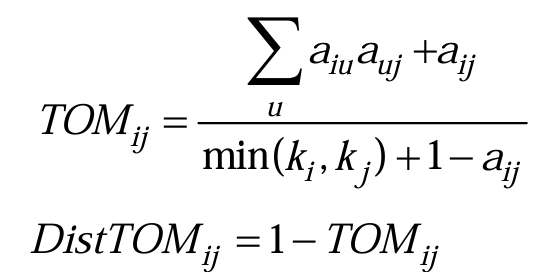 TOM_ij = (∑_u a_iu a_uj + a_ij) / (min(k_i, k_j) + 1 − a_ij)
DistTOM_ij = 1 − TOM_ij